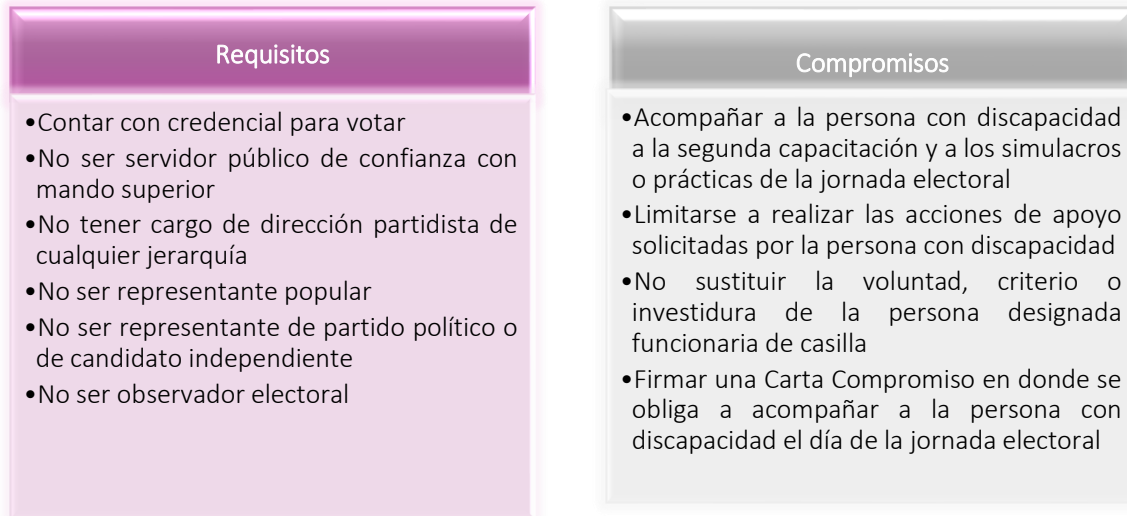 Requisitos
•Contar con credencial para votar
•No ser servidor público de confianza con
mando superior
•No tener cargo de dirección partidista de
cualquier jerarquía
•No ser representante popular
•No ser representante de partido político o
de candidato independiente
•No ser observador electoral
Compromisos
•Acompañar a la persona con discapacidad
a la segunda capacitación y a los simulacros
o prácticas de la jornada electoral
•Limitarse a realizar las acciones de apoyo
solicitadas por la persona con discapacidad
•No sustituir la voluntad, criterio o
investidura de la persona designada
funcionaria de casilla
•Firmar una Carta Compromiso en donde se
obliga a acompañar a la persona con
discapacidad el día de la jornada electoral